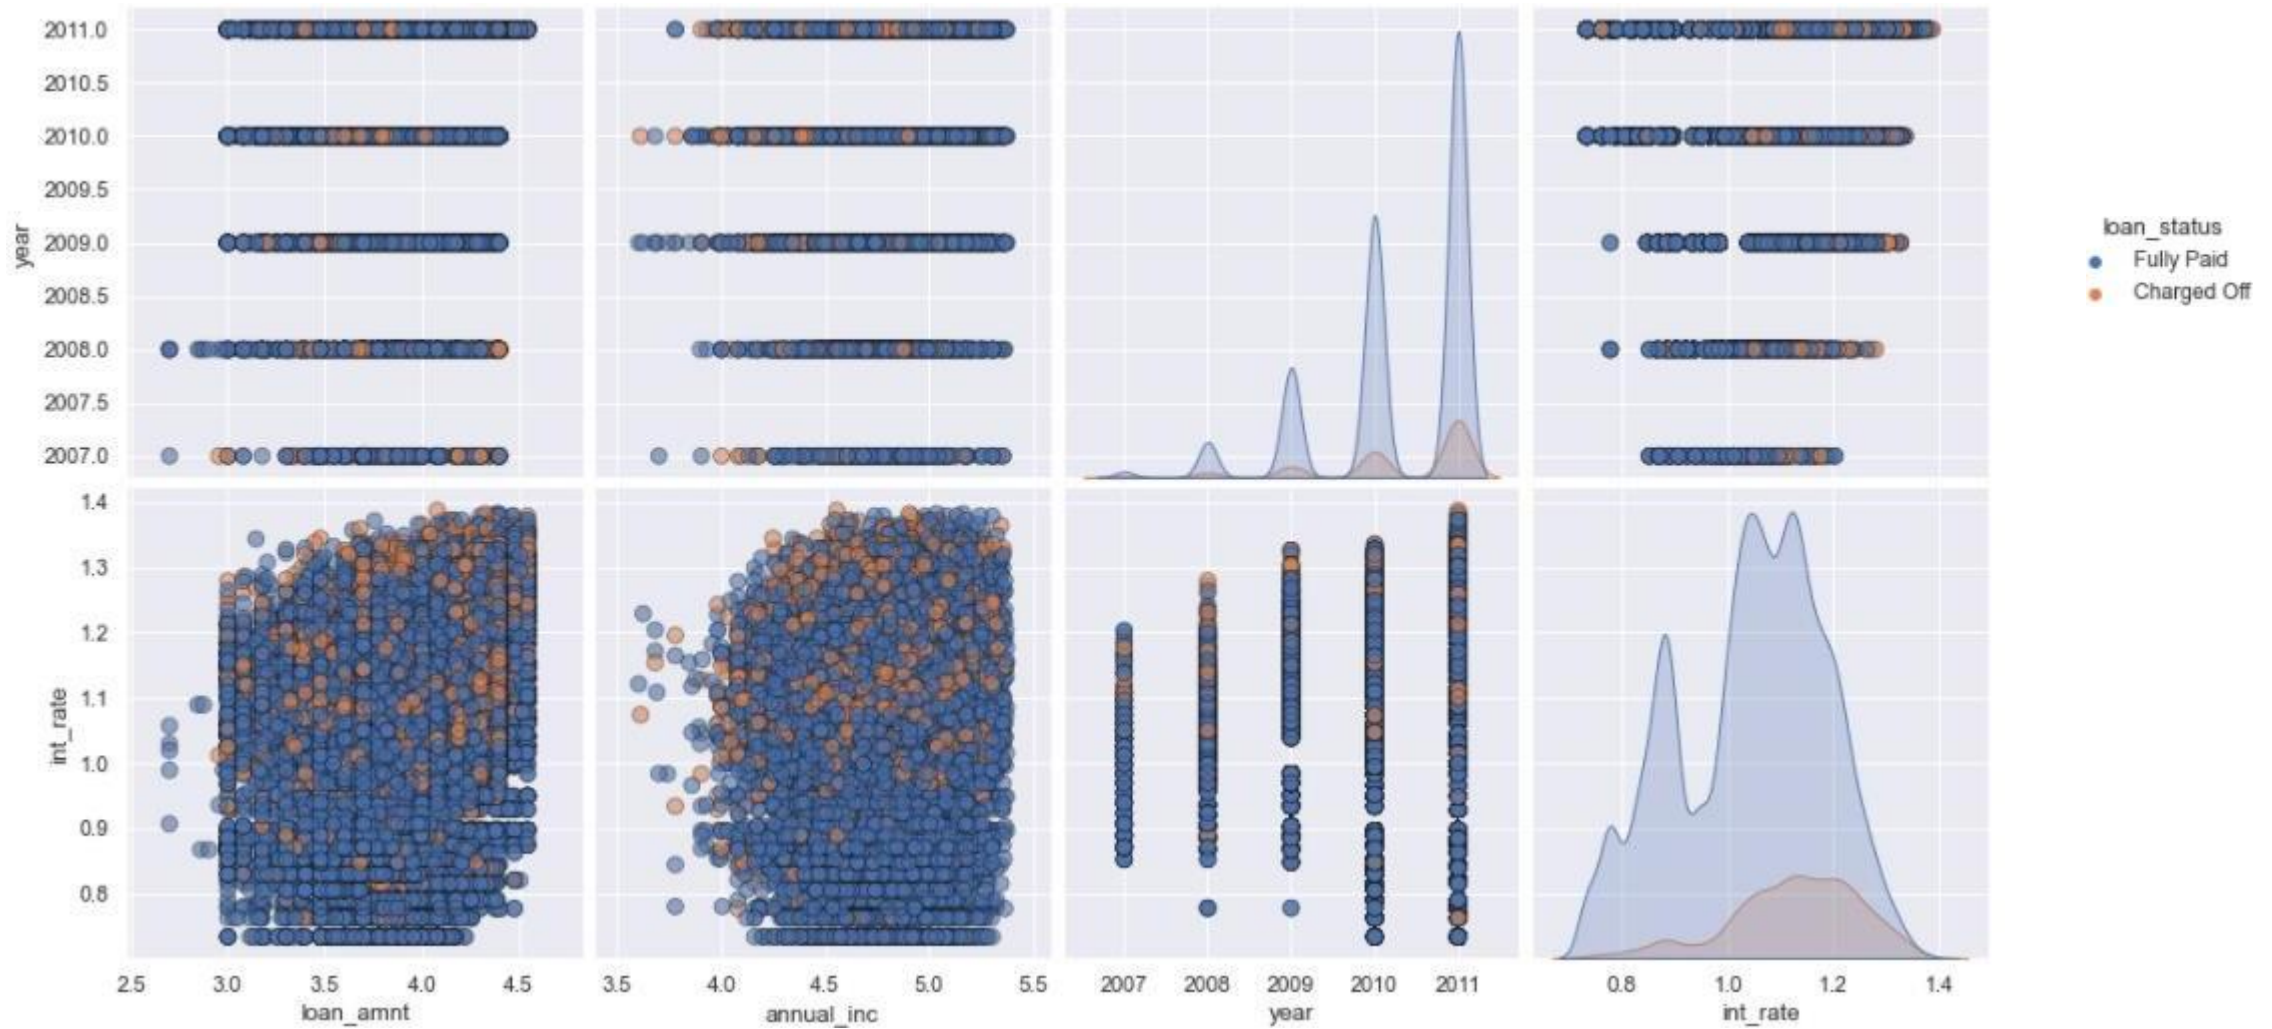 2011.0
2010.5
2010.0
2009.5
2009.0
2008.5
2008.0
2007.5
2007.0
year
loan_status
Fully Paid
Charged Off
1.4
1.3
1.2
1.1
1.0
0.9
0.8
int_rate
2.5 3.0 3.5 4.0 4.5
loan_amnt
3.5 4.0 4.5 5.0 5.5
annual_inc
2007 2008 2009 2010 2011
year
0.8 1.0 1.2 1.4
int_rate